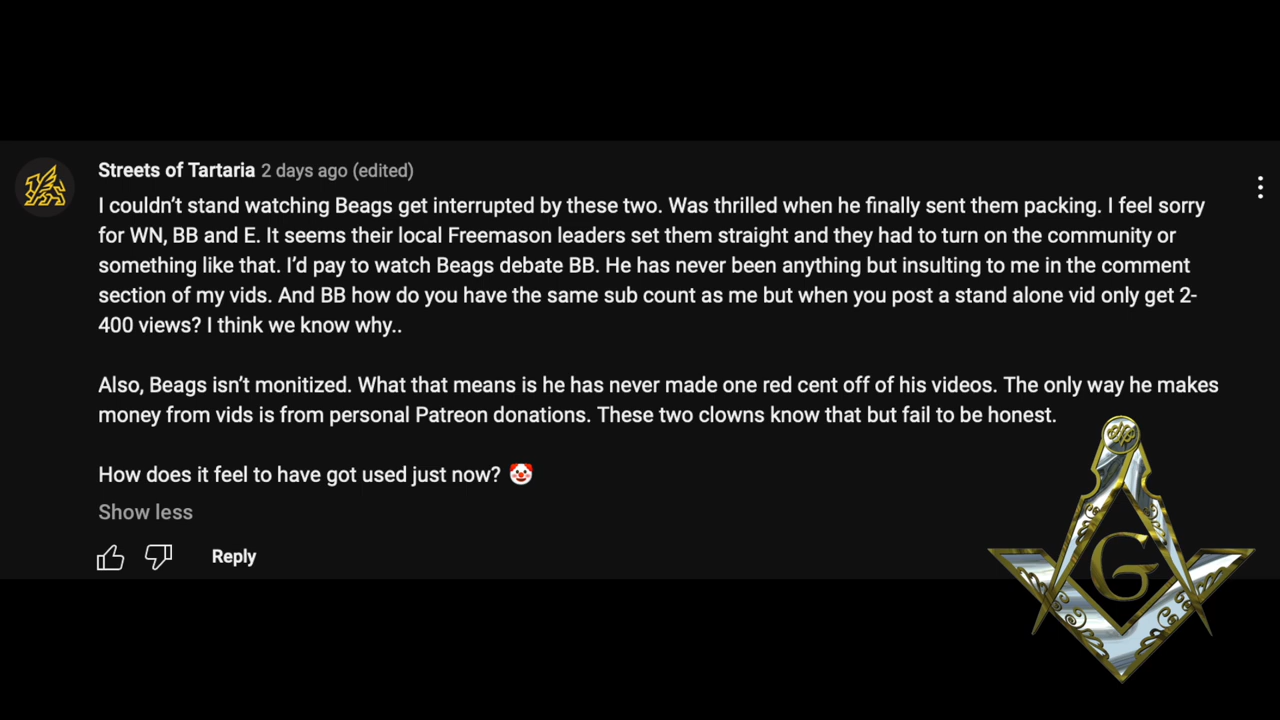 Streets of Tartaria 2 days ago (edited)
I couldn’t stand watching Beags get interrupted by these two. Was thrilled when he finally sent them packing. I feel sorry
for WN, BB and E. It seems their local Freemason leaders set them straight and they had to turn on the community or
something like that. I’d pay to watch Beags debate BB. He has never been anything but insulting to me in the comment
section of my vids. And BB how do you have the same sub count as me but when you post a stand alone vid only get 2-
400 views? I think we know why..
Also, Beags isn’t monitized. What that means is he has never made one red cent off of his videos. The only way he makes
money from vids is from personal Patreon donations. These two clowns know that but fail to be honest.
How does it feel to have got used just now? 🤡
Show less
Reply
G